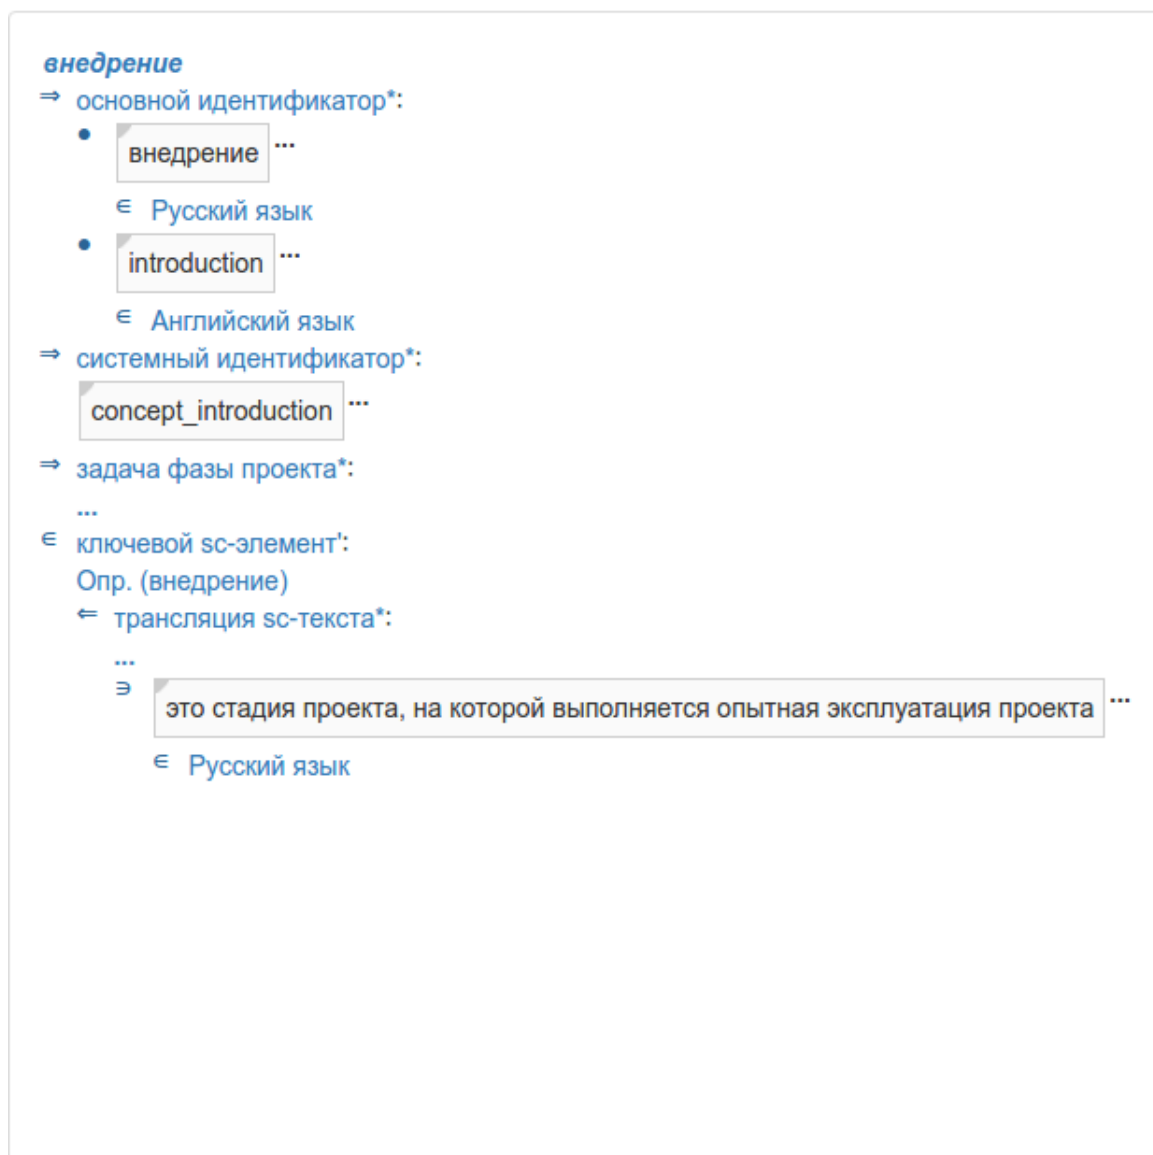 внедрение
⇒ основной идентификатор*:
• внедрение ...
∈ Русский язык
• introduction ...
∈ Английский язык
⇒ системный идентификатор*:
concept_introduction ...
⇒ задача фазы проекта*:
...
∈ ключевой sc-элемент':
Опр. (внедрение)
⇐ трансляция sc-текста*:
...
∋ это стадия проекта, на которой выполняется опытная эксплуатация проекта ...
∈ Русский язык